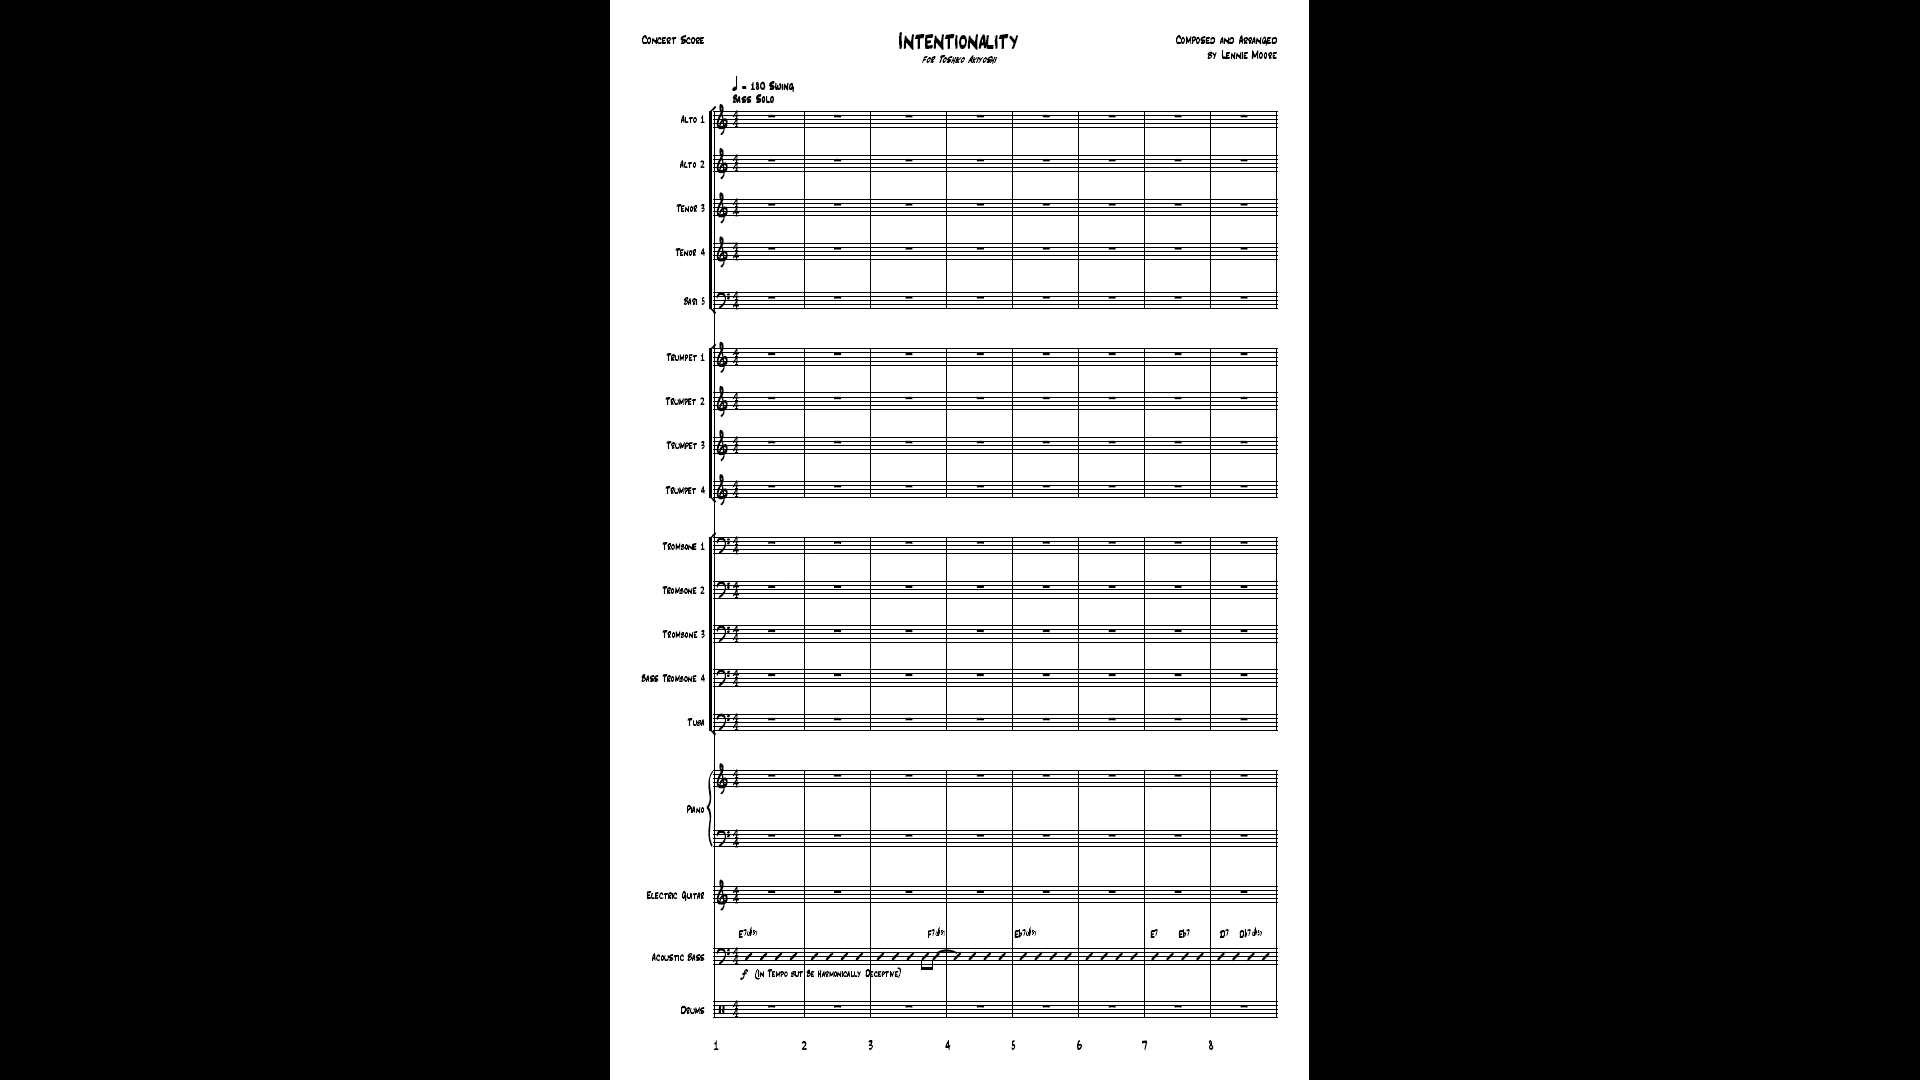 Concert Score
Intentionality
for Toshiko Akiyoshi
Composed and Arranged
by Lennie Moore
= 180 Swing
Bass Solo
Alto 1
Alto 2
Tenor 3
Tenor 4
Bari 5
Trumpet 1
Trumpet 2
Trumpet 3
Trumpet 4
Trombone 1
Trombone 2
Trombone 3
Bass Trombone 4
Tuba
Piano
Electric Guitar
E7 E7 Eb7 D7
Acoustic Bass
f (In Tempo but Be Harmonically Deceptive)
Drums
1 2 3 4 5 6 7 8